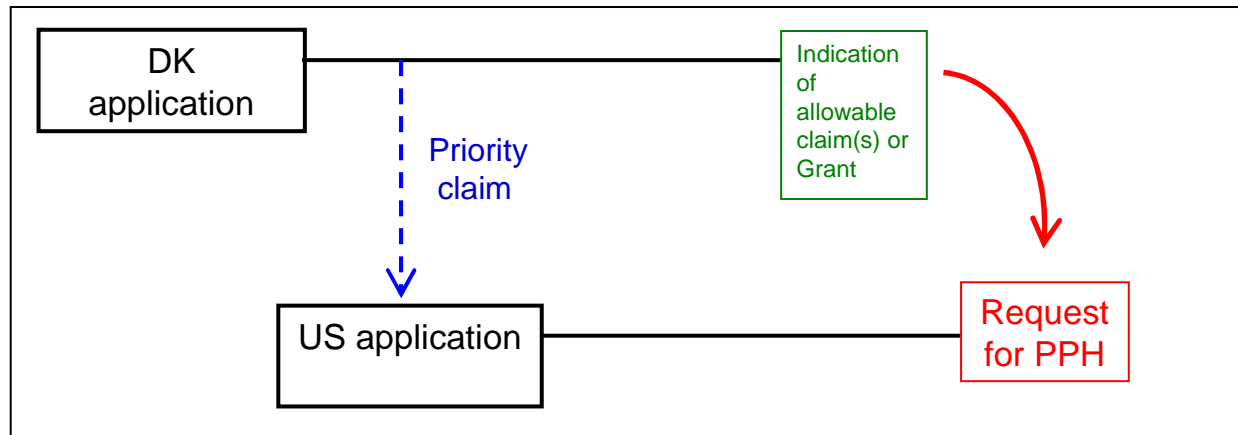 DK
application
Indication
of
allowable
claim(s) or
Grant
Priority
claim
US application
Request
for PPH